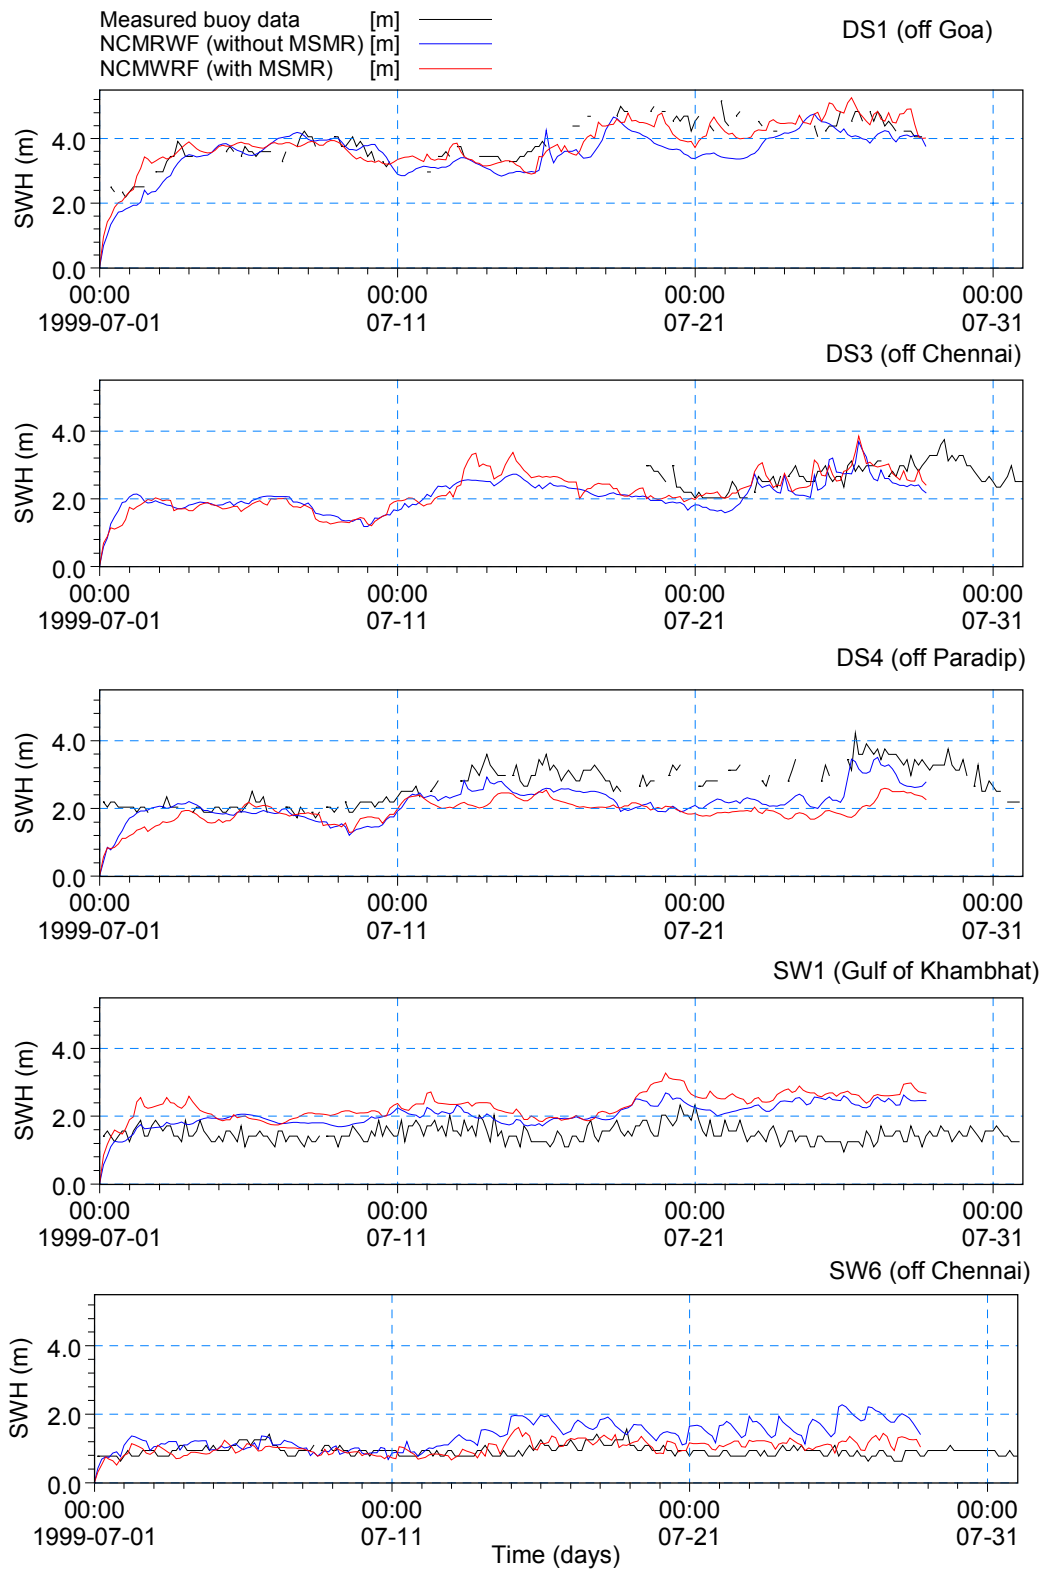 Measured buoy data [m]
NCMRWF (without MSMR) [m]
NCMWRF (with MSMR) [m]
DS1 (off Goa)
SWH (m)
4.0
2.0
0.0
00:00 00:00 00:00 00:00
1999-07-01 07-11 07-21 07-31
DS3 (off Chennai)
SWH (m)
4.0
2.0
0.0
00:00 00:00 00:00 00:00
1999-07-01 07-11 07-21 07-31
DS4 (off Paradip)
SWH (m)
4.0
2.0
0.0
00:00 00:00 00:00 00:00
1999-07-01 07-11 07-21 07-31
SW1 (Gulf of Khambhat)
SWH (m)
4.0
2.0
0.0
00:00 00:00 00:00 00:00
1999-07-01 07-11 07-21 07-31
SW6 (off Chennai)
SWH (m)
4.0
2.0
0.0
00:00 00:00 00:00 00:00
1999-07-01 07-11 07-21 07-31
Time (days)